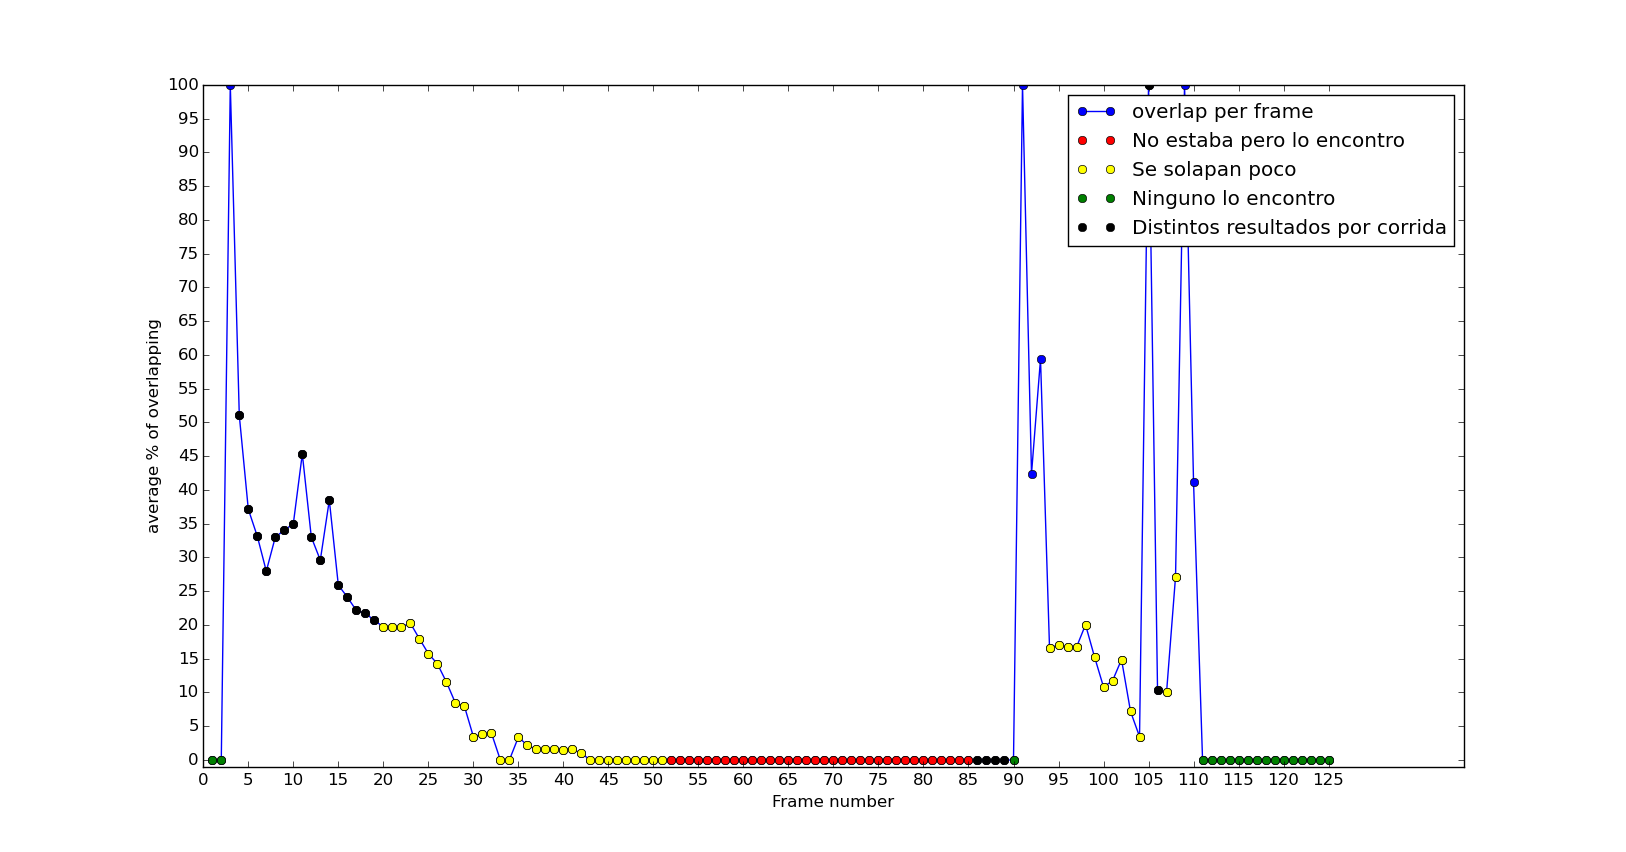 100
95
90
85
80
75
70
65
60
55
50
45
40
35
30
25
20
15
10
5
0
average % of overlapping
overlap per frame
No estaba pero lo encontro
Se solapan poco
Ninguno lo encontro
Distintos resultados por corrida
0 5 10 15 20 25 30 35 40 45 50 55 60 65 70 75 80 85 90 95 100 105 110 115 120 125
Frame number